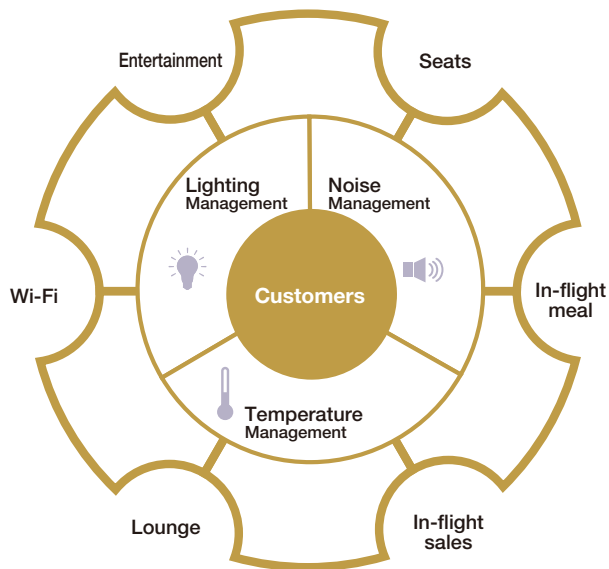 Entertainment
Seats
Lighting
Management
Noise
Management
Wi-Fi
Customers
In-flight
meal
Temperature
Management
Lounge
In-flight
sales